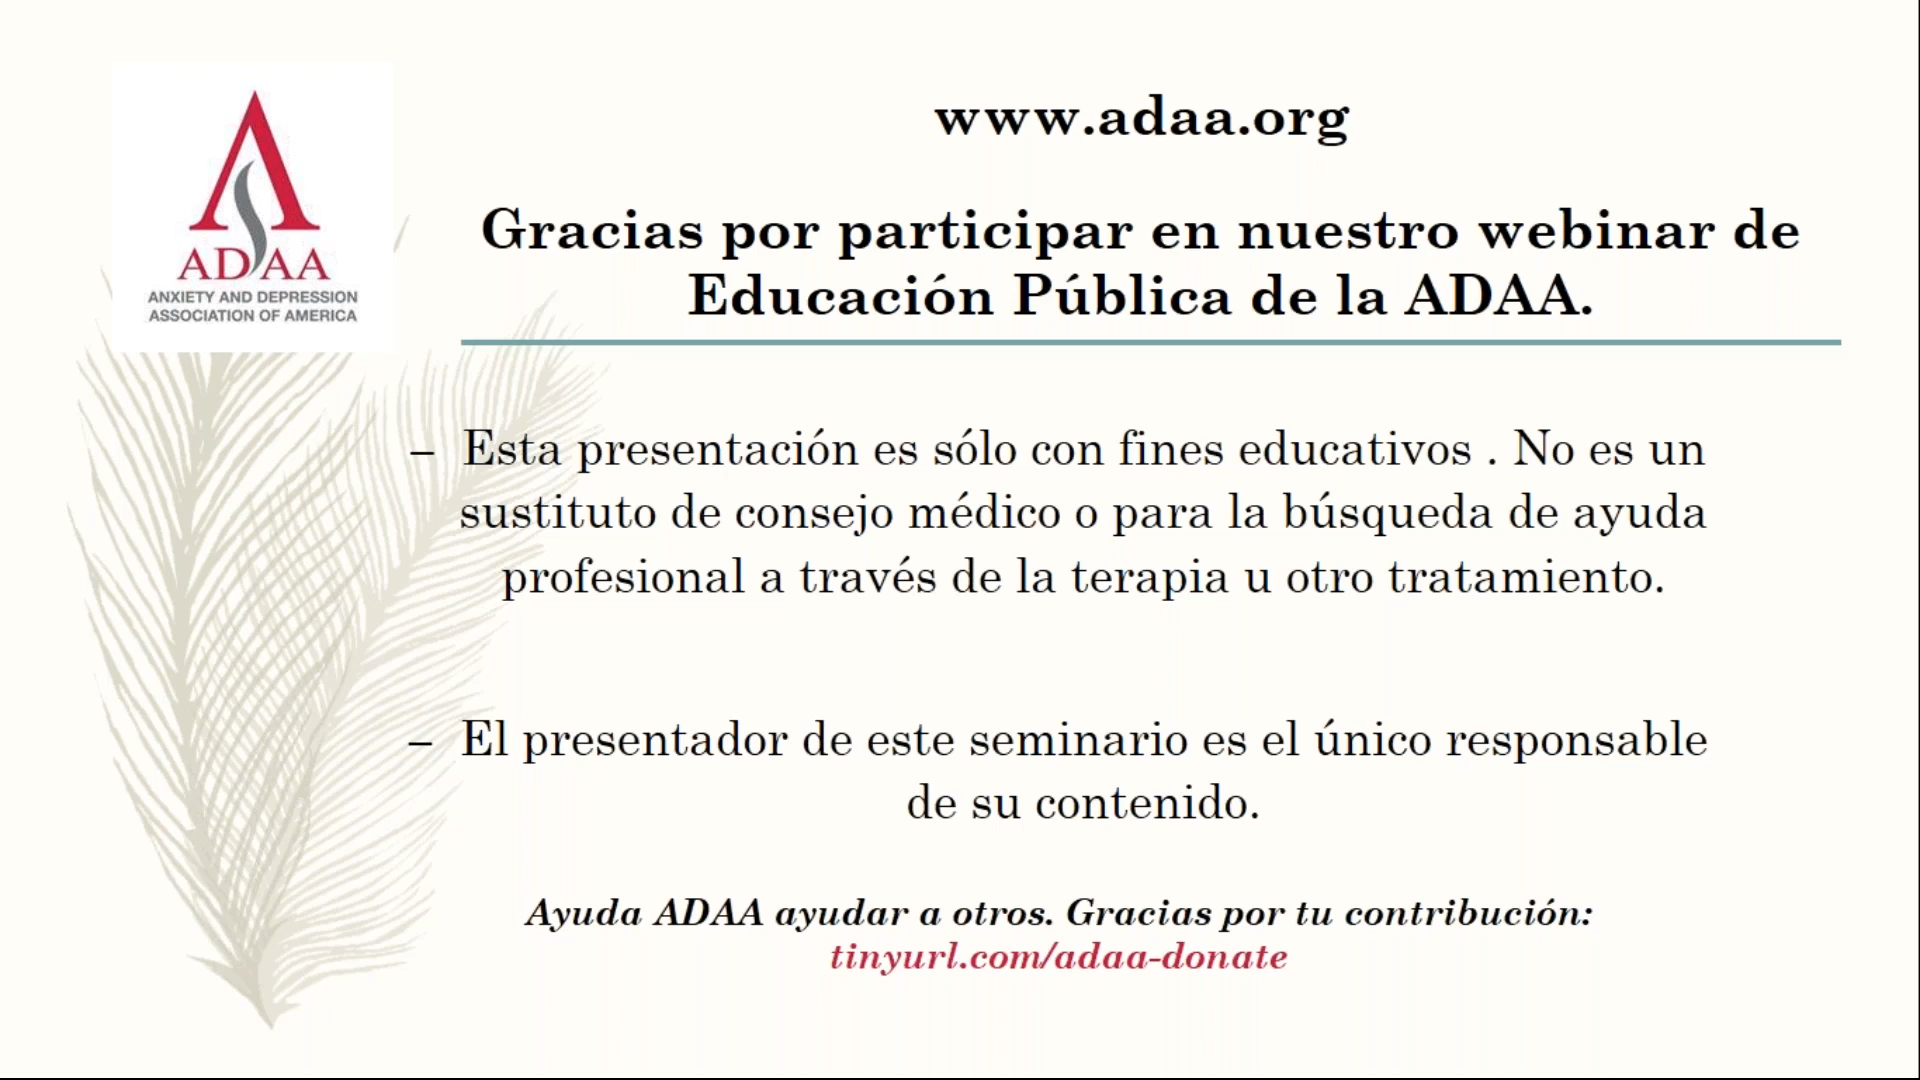 ADAA
ANXIETY AND DEPRESSION
ASSOCIATION OF AMERICA
www.adaa.org
Gracias por participar en nuestro webinar de
Educación Pública de la ADAA.
– Esta presentación es sólo con fines educativos . No es un
sustituto de consejo médico o para la búsqueda de ayuda
profesional a través de la terapia u otro tratamiento.
– El presentador de este seminario es el único responsable
de su contenido.
Ayuda ADAA ayudar a otros. Gracias por tu contribución:
tinyurl.com/adaa-donate